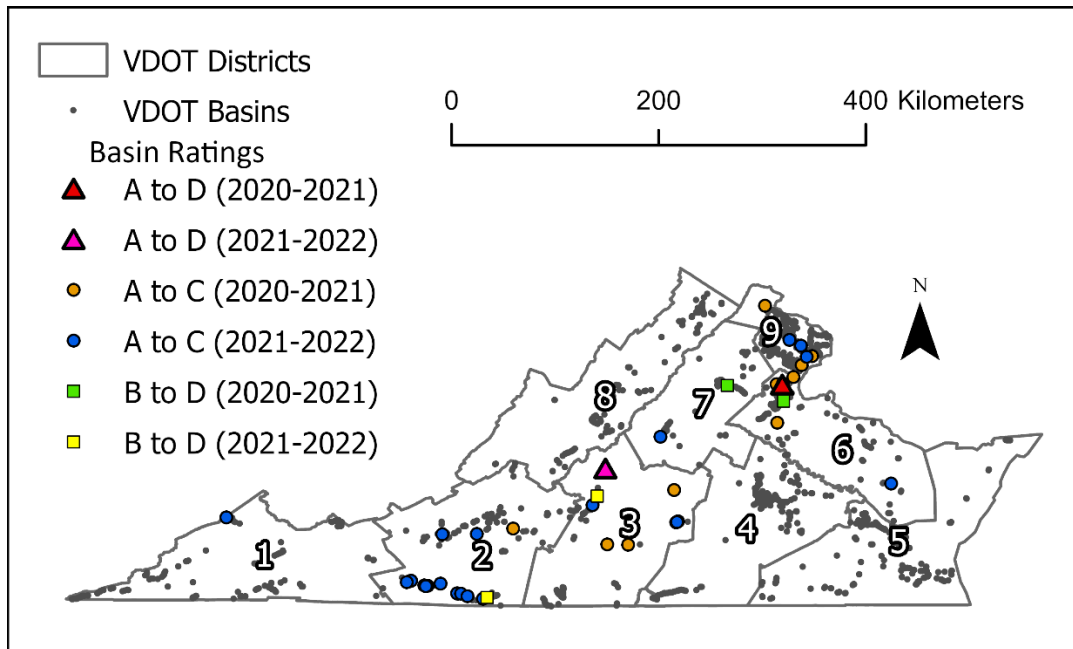 VDOT Districts
VDOT Basins
Basin Ratings
A to D (2020-2021)
A to D (2021-2022)
A to C (2020-2021)
A to C (2021-2022)
B to D (2020-2021)
B to D (2021-2022)
0 200 400 Kilometers
N
9
8
7
6
3
4
5
2
1